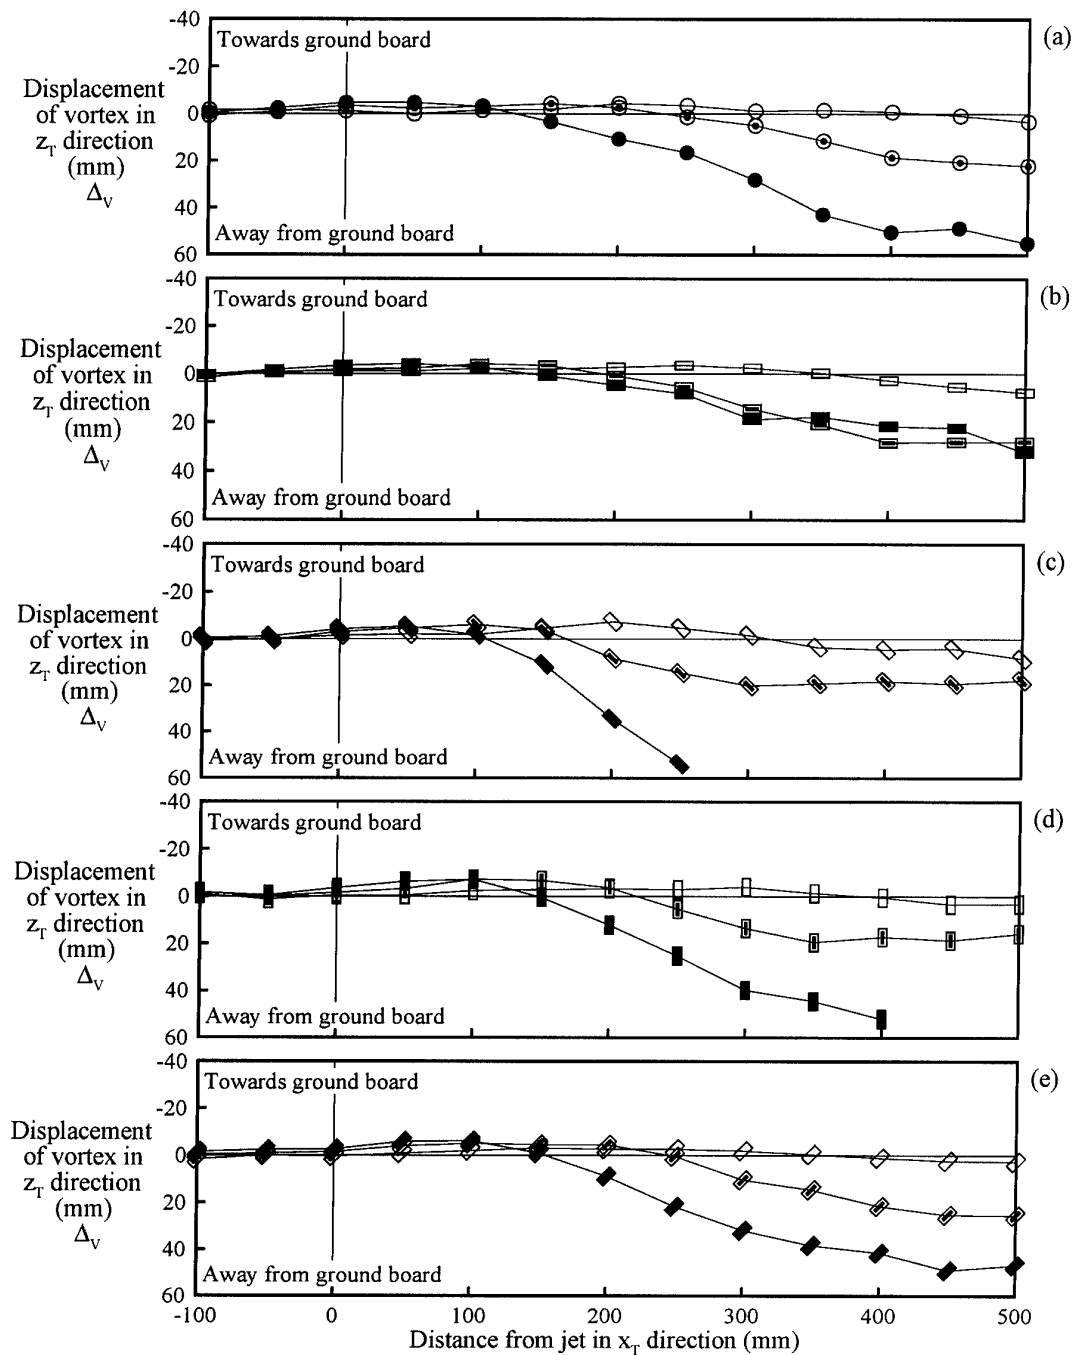 -40
-20
0
20
40
60
Displacement
of vortex in
z_T direction
(mm)
Δ_V
Towards ground board
Away from ground board
(a)
-40
-20
0
20
40
60
Displacement
of vortex in
z_T direction
(mm)
Δ_V
Towards ground board
Away from ground board
(b)
-40
-20
0
20
40
60
Displacement
of vortex in
z_T direction
(mm)
Δ_V
Towards ground board
Away from ground board
(c)
-40
-20
0
20
40
60
Displacement
of vortex in
z_T direction
(mm)
Δ_V
Towards ground board
Away from ground board
(d)
-40
-20
0
20
40
60
Displacement
of vortex in
z_T direction
(mm)
Δ_V
Towards ground board
Away from ground board
(e)
-100 0 100 200 300 400 500
Distance from jet in x_T direction (mm)